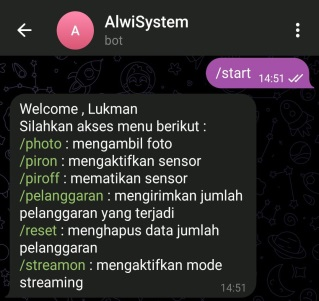 AlwiSystem
A
bot
/start 14:51
Welcome , Lukman
Silahkan akses menu berikut :
/photo : mengambil foto
/piron : mengaktifkan sensor
/piroff : mematikan sensor
/pelanggaran : mengirimkan jumlah
pelanggaran yang terjadi
/reset : menghapus data jumlah
pelanggaran
/streamon : mengaktifkan mode
streaming
14:51